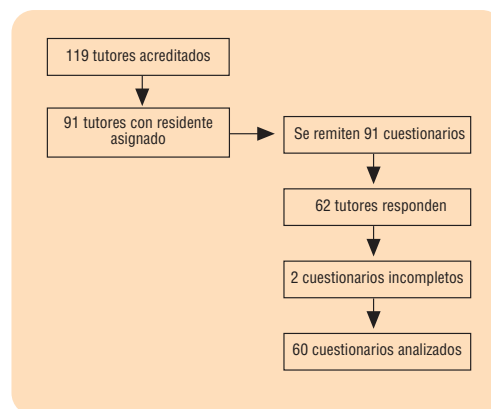 119 tutores acreditados
91 tutores con residente
asignado
Se remiten 91 cuestionarios
62 tutores responden
2 cuestionarios incompletos
60 cuestionarios analizados